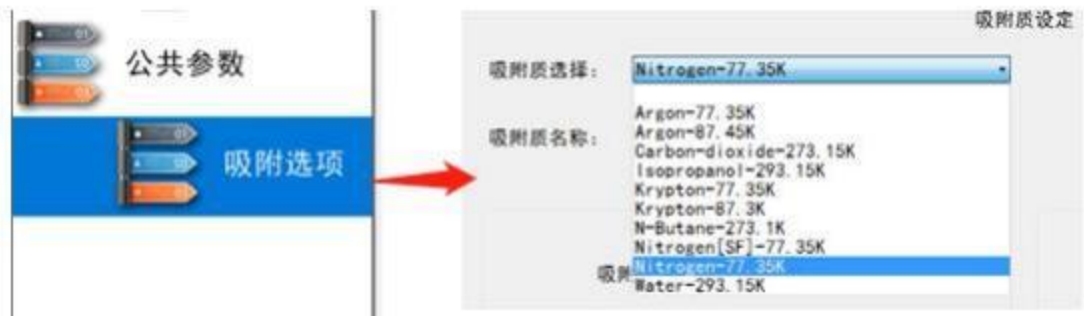 公共参数
吸附选项
吸附质设定
吸附质选择：
Nitrogen-77.35K
吸附质名称：
Argon-77.35K
Argon-87.45K
Carbon-dioxide-273.15K
Isopropanol-293.15K
Krypton-77.35K
Krypton-87.3K
N-Butane-273.1K
Nitrogen[SF]-77.35K
Nitrogen-77.35K
吸
Water-293.15K